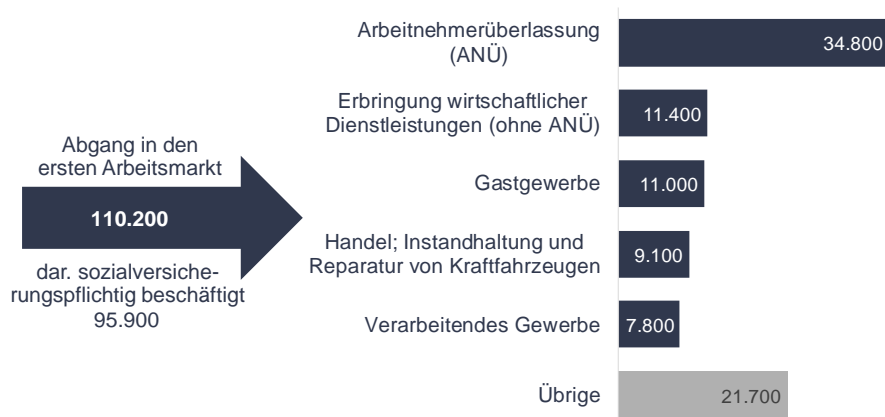 Abgang in den
ersten Arbeitsmarkt
110.200
dar. sozialversiche-
rungspflichtig beschäftigt
95.900
Arbeitnehmerüberlassung
(ANÜ)
34.800
Erbringung wirtschaftlicher
Dienstleistungen (ohne ANÜ)
11.400
Gastgewerbe
11.000
Handel; Instandhaltung und
Reparatur von Kraftfahrzeugen
9.100
Verarbeitendes Gewerbe
7.800
Übrige
21.700